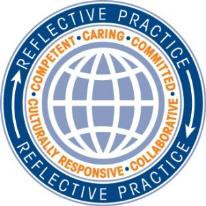 REFLECTIVE PRACTICE
COMPETENT • CARING • COMMITTED •
CULTURALLY RESPONSIVE • COLLABORATIVE •
REFLECTIVE PRACTICE